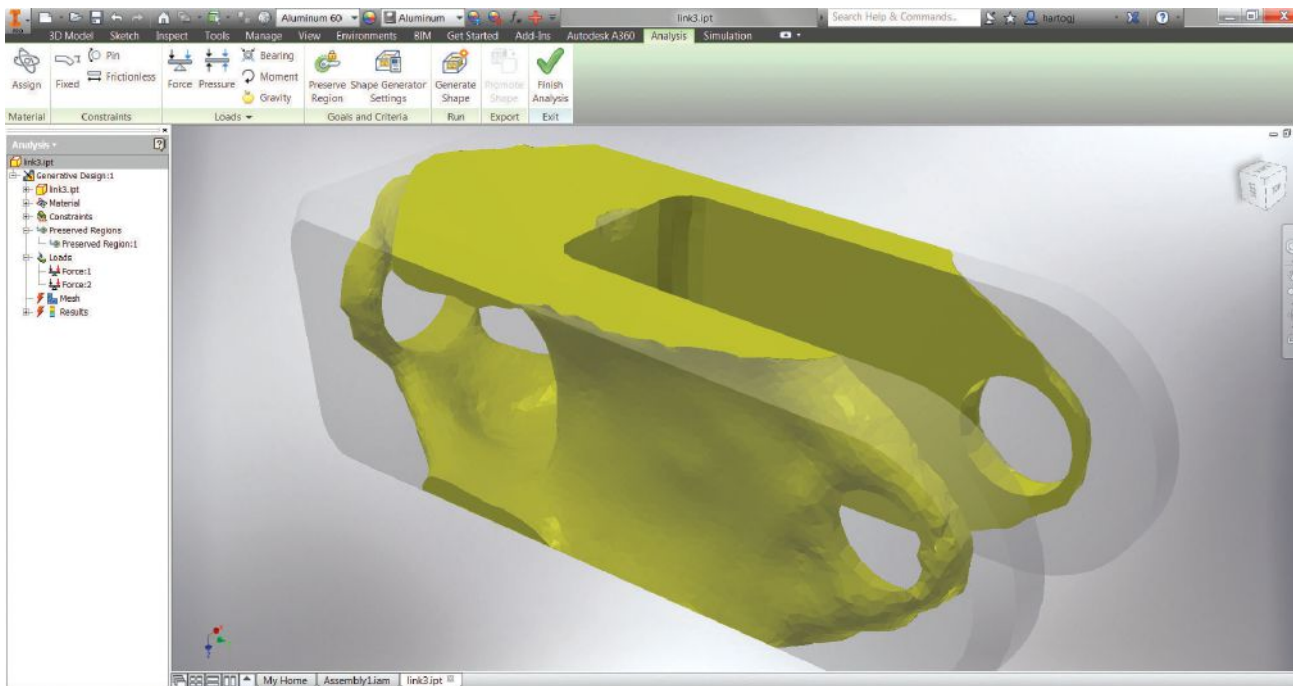 Aluminum 60 Aluminum link3.ipt Search Help & Commands... hartogj
3D Model Sketch Inspect Tools Manage View Environments BIM Get Started Add-Ins Autodesk A360 Analysis Simulation
Assign Fixed Pin Frictionless Force Pressure Bearing Moment Gravity Preserve Region Shape Generator Settings Generate Shape Promote Shape Finish Analysis
Material Constraints Loads Goals and Criteria Run Export Exit
Analysis
link3.ipt
Generative Design:1
link3.ipt
Material
Constraints
Preserved Regions
Preserved Region:1
Loads
Force:1
Force:2
Mesh
Results
My Home Assembly1.iam link3.ipt